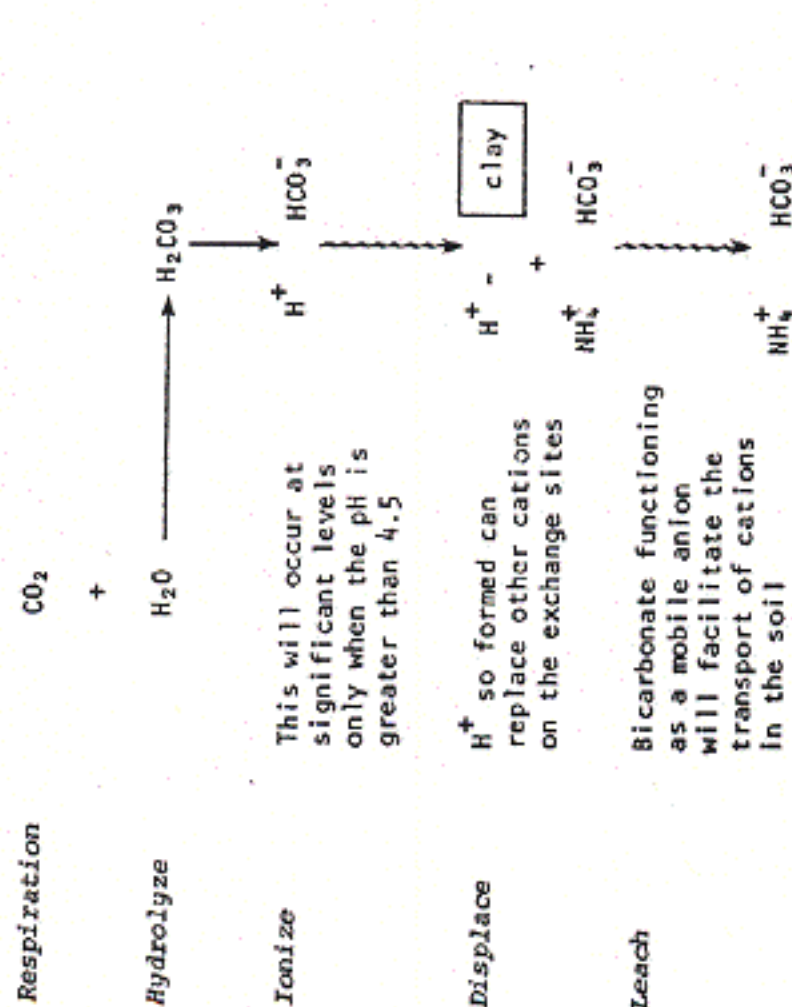 Respiration CO₂
+
Hydrolyze H₂O → H₂CO₃
Ionize This will occur at H⁺ HCO₃⁻
significant levels
only when the pH is
greater than 4.5
Displace H⁺ so formed can H⁺ - clay
replace other cations +
on the exchange sites NH₄⁺ HCO₃⁻
Leach Bicarbonate functioning
as a mobile anion
will facilitate the
transport of cations
in the soil NH₄⁺ HCO₃⁻